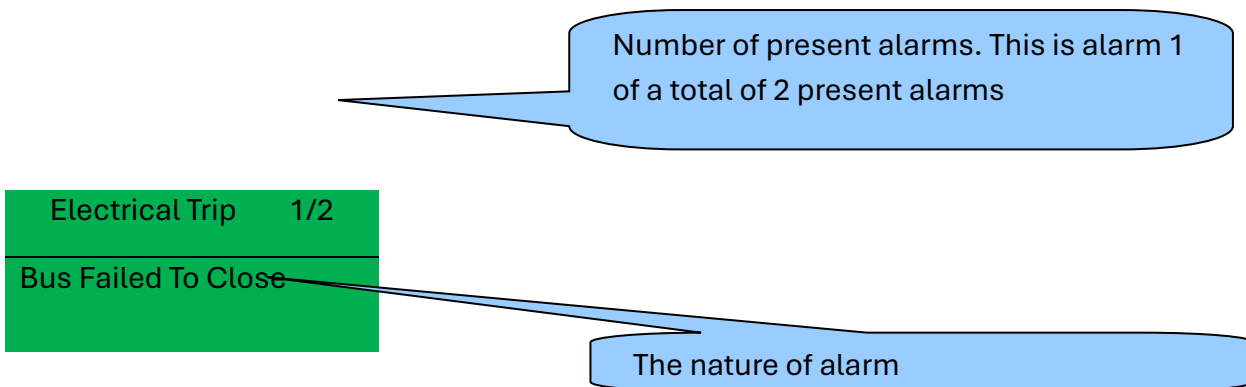 Number of present alarms. This is alarm 1
of a total of 2 present alarms
Electrical Trip 1/2
Bus Failed To Close
The nature of alarm